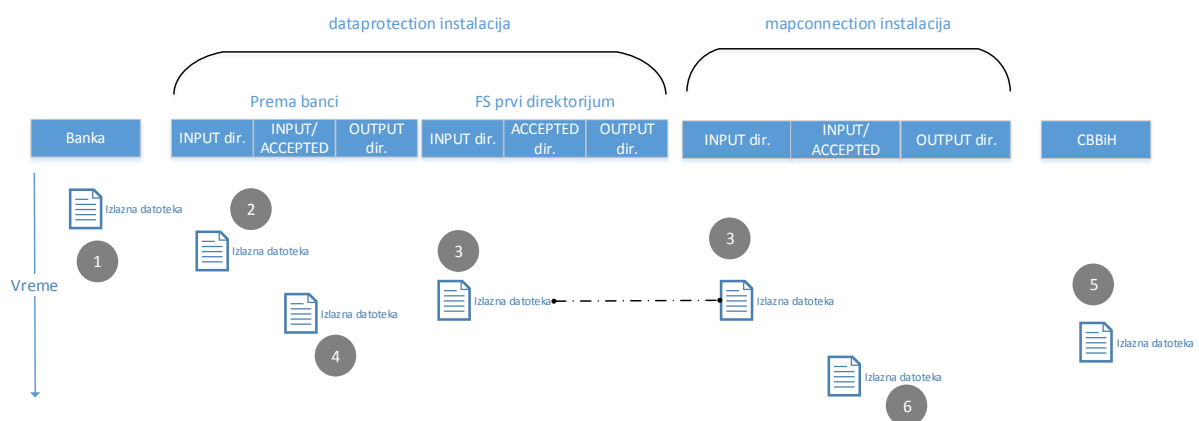 dataprotection instalacija
mapconnection instalacija
Prema banci
FS prvi direktorijum
Banka
INPUT dir.
INPUT/
ACCEPTED
OUTPUT
dir.
INPUT dir.
ACCEPTED
dir.
OUTPUT
dir.
INPUT dir.
INPUT/
ACCEPTED
OUTPUT dir.
CBBiH
Izlazna datoteka
1
2
Izlazna datoteka
3
Izlazna datoteka
3
Izlazna datoteka
Vreme
Izlazna datoteka
4
5
Izlazna datoteka
Izlazna datoteka
6